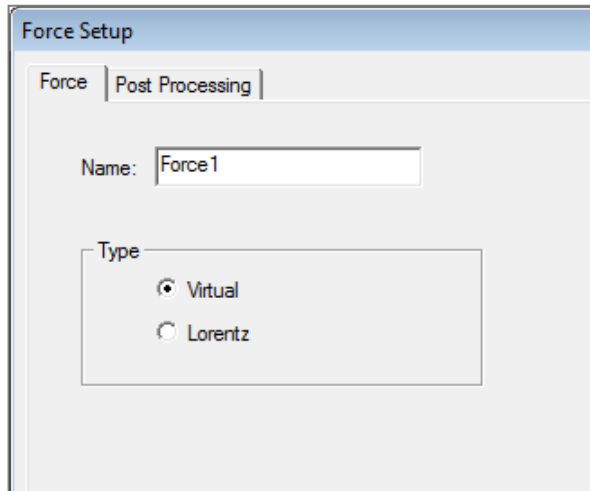 Force Setup
Force Post Processing
Name: Force1
Type
Virtual
Lorentz